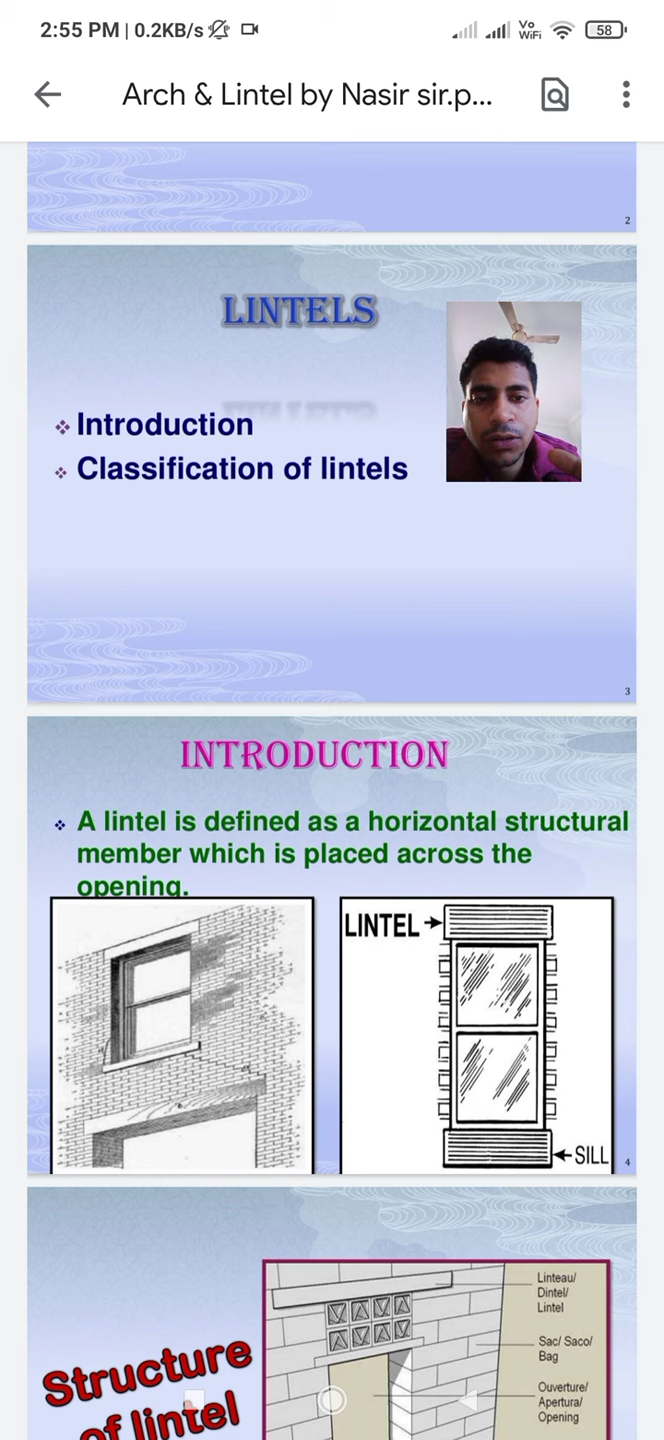 2:55 PM | 0.2KB/s
Vo
WiFi
58
Arch & Lintel by Nasir sir.p...
2
LINTELS
Introduction
Classification of lintels
3
INTRODUCTION
A lintel is defined as a horizontal structural
member which is placed across the
opening.
LINTEL
SILL
4
Linteau/
Dintel/
Lintel
Sac/ Saco/
Bag
Ouverture/
Apertura/
Opening
Structure
of lintel